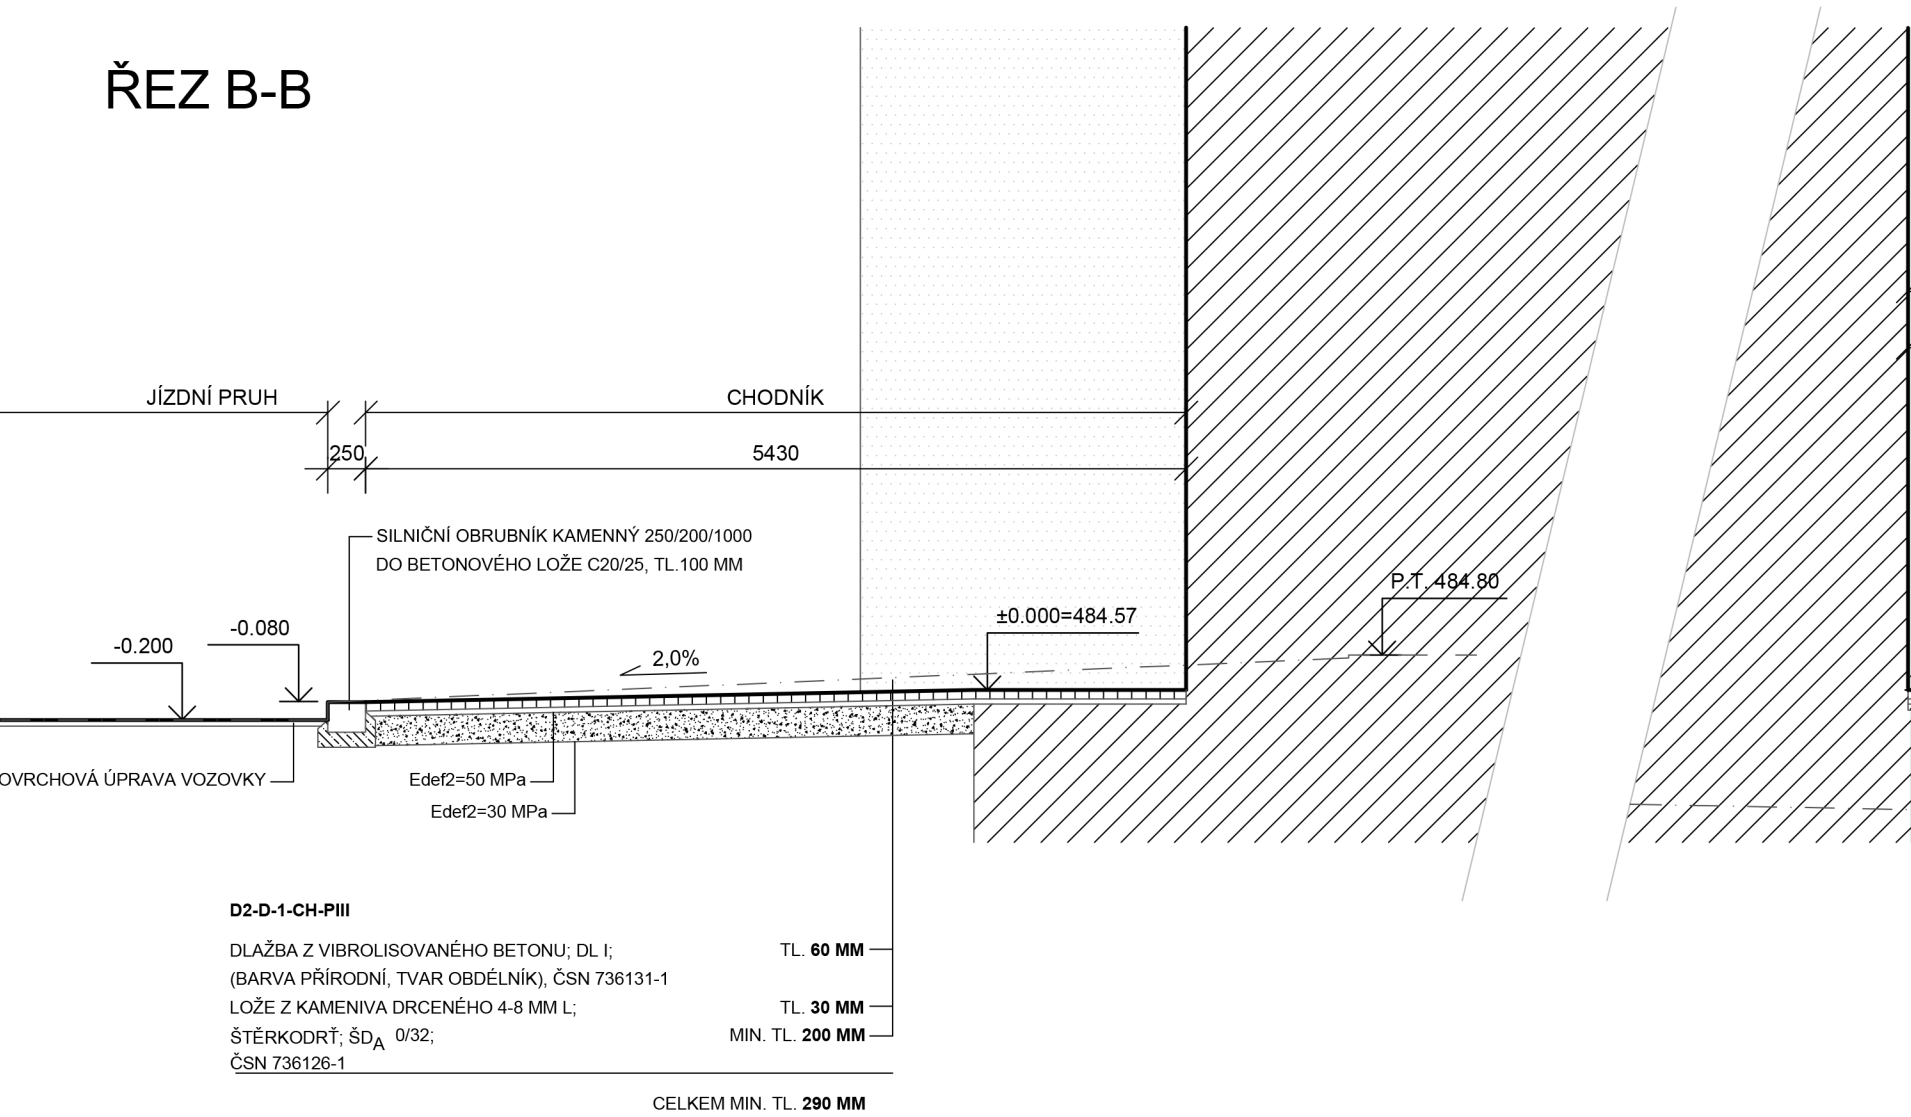 ŘEZ B-B
JÍZDNÍ PRUH
CHODNÍK
250
5430
SILNIČNÍ OBRUBNÍK KAMENNÝ 250/200/1000
DO BETONOVÉHO LOŽE C20/25, TL.100 MM
P.T. 484.80
±0.000=484.57
-0.080
-0.200
2,0%
OVRCHOVÁ ÚPRAVA VOZOVKY
Edef2=50 MPa
Edef2=30 MPa
D2-D-1-CH-PIII
DLAŽBA Z VIBROLISOVANÉHO BETONU; DL I; TL. 60 MM
(BARVA PŘÍRODNÍ, TVAR OBDÉLNÍK), ČSN 736131-1
LOŽE Z KAMENIVA DRCENÉHO 4-8 MM L; TL. 30 MM
ŠTĚRKODRŤ; ŠDA 0/32; MIN. TL. 200 MM
ČSN 736126-1
CELKEM MIN. TL. 290 MM